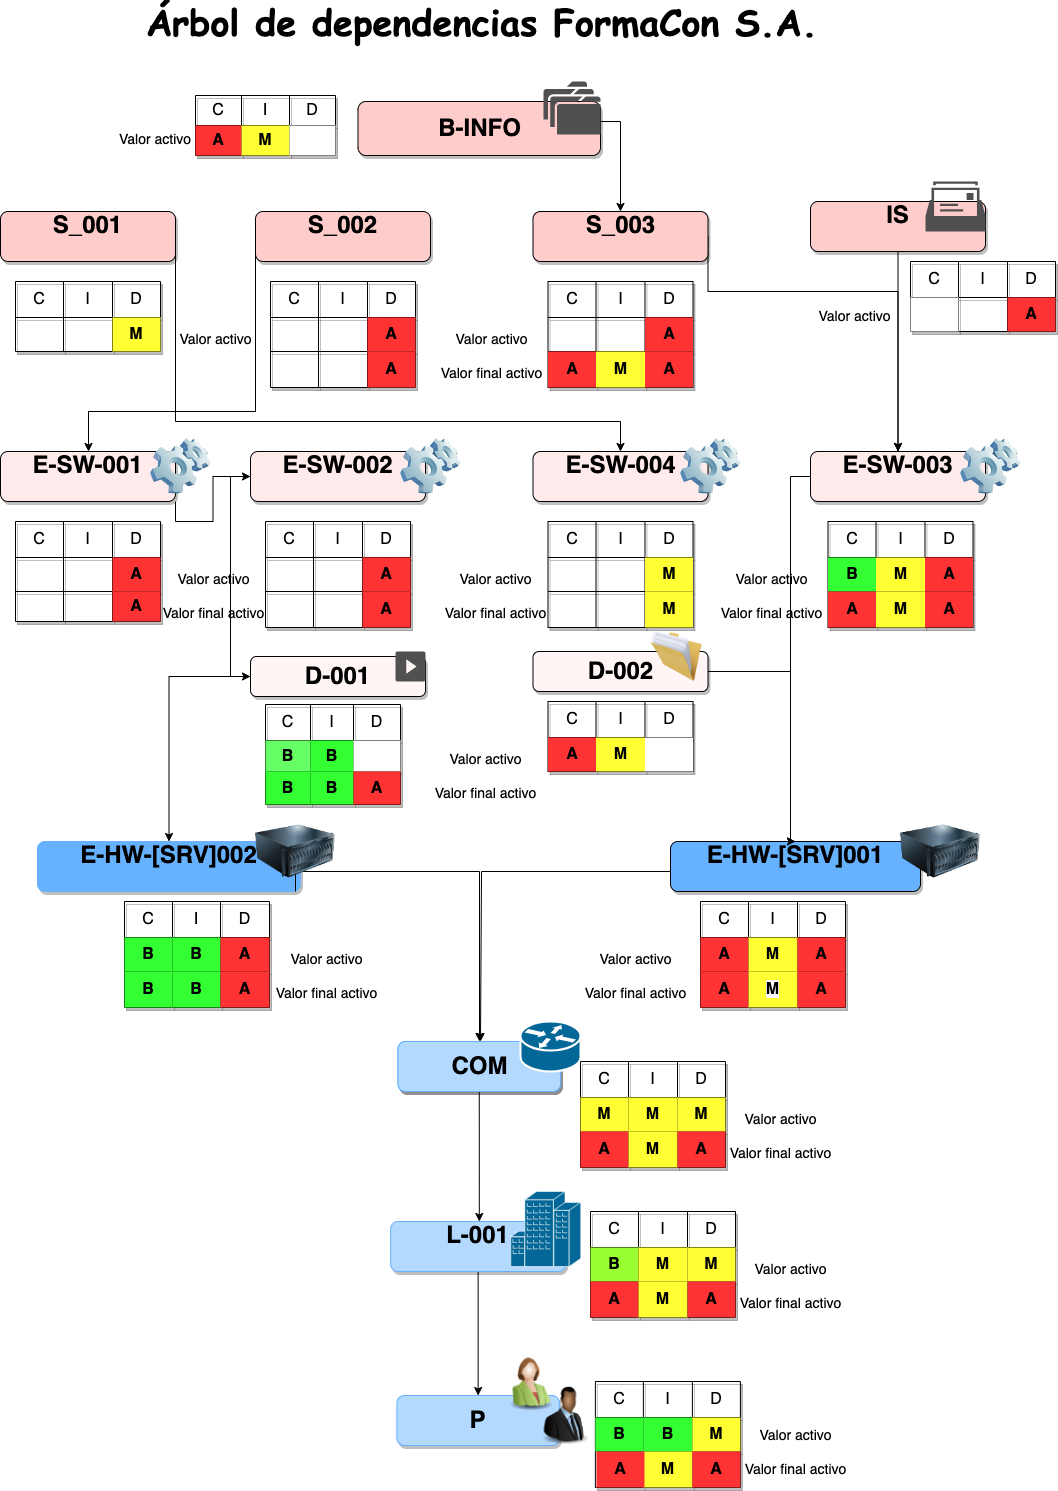 Árbol de dependencias FormaCon S.A.
C I D
Valor activo A M
B-INFO
S_001
S_002
S_003
IS
C I D
M
Valor activo
C I D
A
A
C I D
Valor activo A
Valor final activo A M A
C I D
Valor activo A
E-SW-001
E-SW-002
E-SW-004
E-SW-003
C I D
A
A
Valor activo
Valor final activo
C I D
A
A
C I D
Valor activo M
Valor final activo M
C I D
Valor activo B M A
Valor final activo A M A
D-001
C I D
B B
B B A
Valor activo
Valor final activo
D-002
C I D
A M
E-HW-[SRV]002
C I D
B B A Valor activo
B B A Valor final activo
E-HW-[SRV]001
C I D
Valor activo A M A
Valor final activo A M A
COM
C I D
M M M Valor activo
A M A Valor final activo
L-001
C I D
B M M Valor activo
A M A Valor final activo
P
C I D
B B M Valor activo
A M A Valor final activo